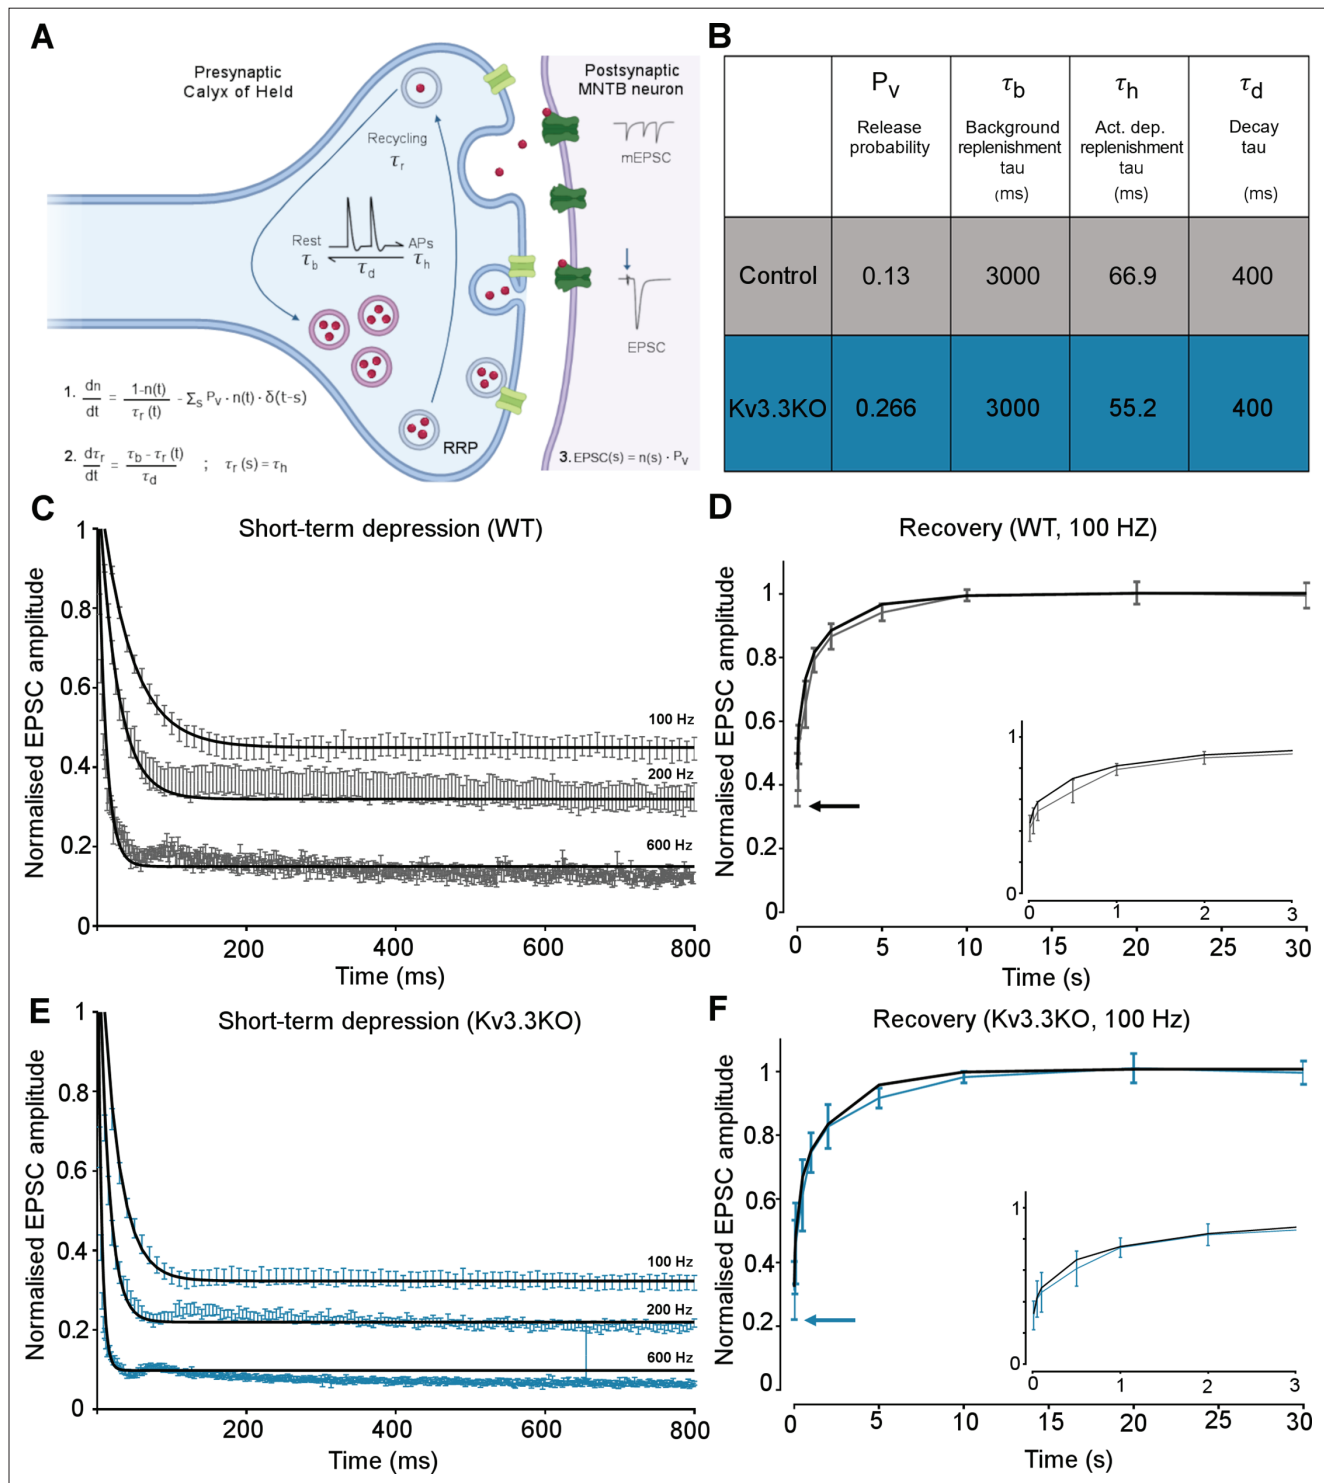 A
Presynaptic
Calyx of Held
Postsynaptic
MNTB neuron
mEPSC
Recycling
τr
Rest
APs
τb
τd
τh
EPSC
RRP
1. dn/dt = 1-n(t)/τr (t) - Σs Pv · n(t) · δ(t-s)
2. dτr/dt = τb - τr (t)/τd ; τr (s) = τh
3. EPSC(s) = n(s) · Pv
B
Pv τb τh τd
Release probability
Background replenishment tau (ms)
Act. dep. replenishment tau (ms)
Decay tau (ms)
Control 0.13 3000 66.9 400
Kv3.3KO 0.266 3000 55.2 400
C
Short-term depression (WT)
Normalised EPSC amplitude
1
0.8
0.6
0.4
0.2
0
100 Hz
200 Hz
600 Hz
200 400 600 800
Time (ms)
D
Recovery (WT, 100 HZ)
Normalised EPSC amplitude
1
0.8
0.6
0.4
0.2
0
1
0
0 1 2 3
0 5 10 15 20 25 30
Time (s)
E
Short-term depression (Kv3.3KO)
Normalised EPSC amplitude
1
0.8
0.6
0.4
0.2
0
100 Hz
200 Hz
600 Hz
200 400 600 800
Time (ms)
F
Recovery (Kv3.3KO, 100 Hz)
Normalised EPSC amplitude
1
0.8
0.6
0.4
0.2
0
1
0
0 1 2 3
0 5 10 15 20 25 30
Time (s)